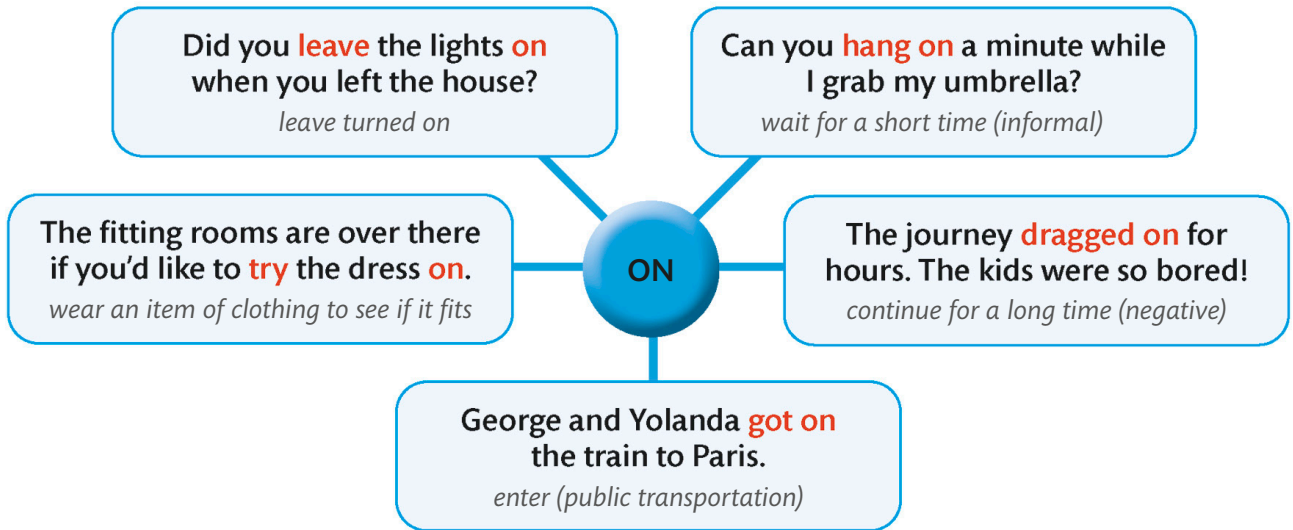 Did you leave the lights on
when you left the house?
leave turned on
Can you hang on a minute while
I grab my umbrella?
wait for a short time (informal)
The fitting rooms are over there
if you’d like to try the dress on.
wear an item of clothing to see if it fits
ON
The journey dragged on for
hours. The kids were so bored!
continue for a long time (negative)
George and Yolanda got on
the train to Paris.
enter (public transportation)